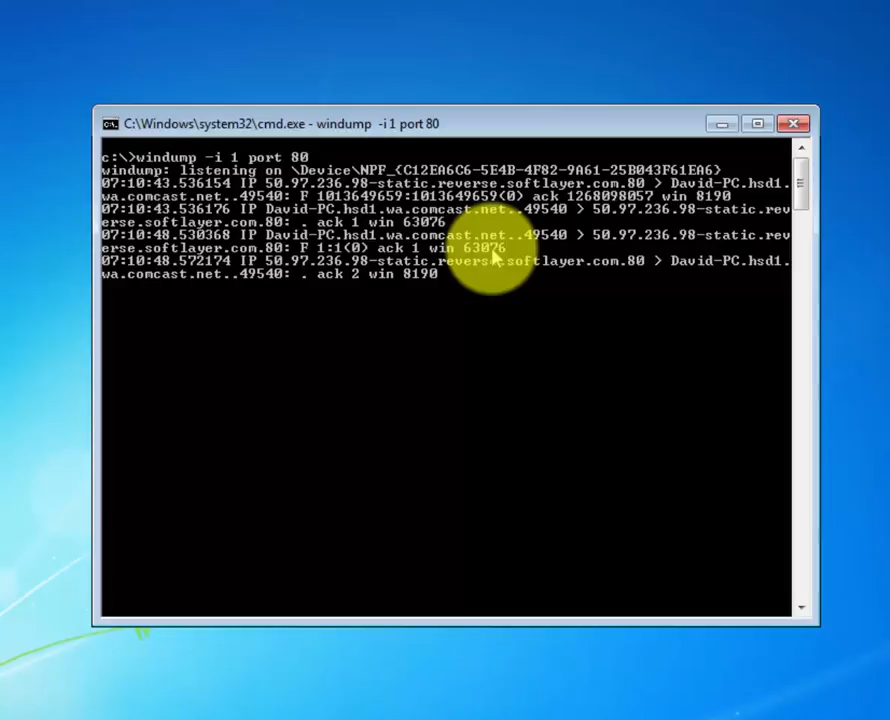 C:\Windows\system32\cmd.exe - windump  -i 1 port 80
c:\>windump -i 1 port 80
windump: listening on \Device\NPF_{C12EA6C6-5E4B-4F82-9A61-25B043F61EA6}
07:10:43.536154 IP 50.97.236.98-static.reverse.softlayer.com.80 > David-PC.hsd1.
wa.comcast.net..49540: F 1013649659:1013649659(0) ack 1268098057 win 8190
07:10:43.536176 IP David-PC.hsd1.wa.comcast.net..49540 > 50.97.236.98-static.rev
erse.softlayer.com.80: . ack 1 win 63076
07:10:48.530368 IP David-PC.hsd1.wa.comcast.net..49540 > 50.97.236.98-static.rev
erse.softlayer.com.80: F 1:1(0) ack 1 win 63076
07:10:48.572174 IP 50.97.236.98-static.reverse.softlayer.com.80 > David-PC.hsd1.
wa.comcast.net..49540: . ack 2 win 8190